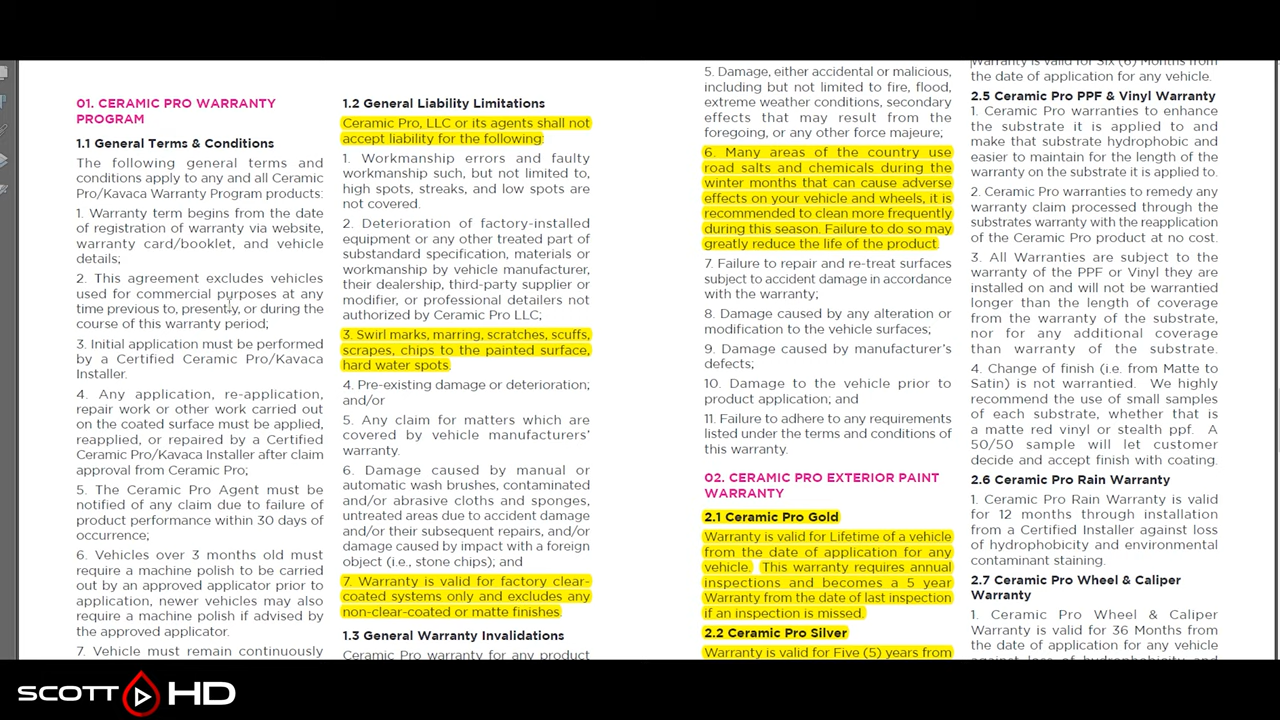 01. CERAMIC PRO WARRANTY
PROGRAM
1.1 General Terms & Conditions
The following general terms and
conditions apply to any and all Ceramic
Pro/Kavaca Warranty Program products:
1. Warranty term begins from the date
of registration of warranty via website,
warranty card/booklet, and vehicle
details;
2. This agreement excludes vehicles
used for commercial purposes at any
time previous to, presently, or during the
course of this warranty period;
3. Initial application must be performed
by a Certified Ceramic Pro/Kavaca
Installer.
4. Any application, re-application,
repair work or other work carried out
on the coated surface must be applied,
reapplied, or repaired by a Certified
Ceramic Pro/Kavaca Installer after claim
approval from Ceramic Pro;
5. The Ceramic Pro Agent must be
notified of any claim due to failure of
product performance within 30 days of
occurrence;
6. Vehicles over 3 months old must
require a machine polish to be carried
out by an approved applicator prior to
application, newer vehicles may also
require a machine polish if advised by
the approved applicator.
7. Vehicle must remain continuously
1.2 General Liability Limitations
Ceramic Pro, LLC or its agents shall not
accept liability for the following:
1. Workmanship errors and faulty
workmanship such, but not limited to,
high spots, streaks, and low spots are
not covered.
2. Deterioration of factory-installed
equipment or any other treated part of
substandard specification, materials or
workmanship by vehicle manufacturer,
their dealership, third-party supplier or
modifier, or professional detailers not
authorized by Ceramic Pro LLC;
3. Swirl marks, marring, scratches, scuffs,
scrapes, chips to the painted surface,
hard water spots.
4. Pre-existing damage or deterioration;
and/or
5. Any claim for matters which are
covered by vehicle manufacturers'
warranty.
6. Damage caused by manual or
automatic wash brushes, contaminated
and/or abrasive cloths and sponges,
untreated areas due to accident damage
and/or their subsequent repairs, and/or
damage caused by impact with a foreign
object (i.e., stone chips); and
7. Warranty is valid for factory clear-
coated systems only and excludes any
non-clear-coated or matte finishes.
1.3 General Warranty Invalidations
Ceramic Pro warranty for any product
5. Damage, either accidental or malicious,
including but not limited to fire, flood,
extreme weather conditions, secondary
effects that may result from the
foregoing, or any other force majeure;
6. Many areas of the country use
road salts and chemicals during the
winter months that can cause adverse
effects on your vehicle and wheels, it is
recommended to clean more frequently
during this season. Failure to do so may
greatly reduce the life of the product.
7. Failure to repair and re-treat surfaces
subject to accident damage in accordance
with the warranty;
8. Damage caused by any alteration or
modification to the vehicle surfaces;
9. Damage caused by manufacturer's
defects;
10. Damage to the vehicle prior to
product application; and
11. Failure to adhere to any requirements
listed under the terms and conditions of
this warranty.
02. CERAMIC PRO EXTERIOR PAINT
WARRANTY
2.1 Ceramic Pro Gold
Warranty is valid for Lifetime of a vehicle
from the date of application for any
vehicle. This warranty requires annual
inspections and becomes a 5 year
Warranty from the date of last inspection
if an inspection is missed.
2.2 Ceramic Pro Silver
Warranty is valid for Five (5) years from
Warranty is valid for Six (6) Months from
the date of application for any vehicle.
2.5 Ceramic Pro PPF & Vinyl Warranty
1. Ceramic Pro warranties to enhance
the substrate it is applied to and
make that substrate hydrophobic and
easier to maintain for the length of the
warranty on the substrate it is applied to.
2. Ceramic Pro warranties to remedy any
warranty claim processed through the
substrates warranty with the reapplication
of the Ceramic Pro product at no cost.
3. All Warranties are subject to the
warranty of the PPF or Vinyl they are
installed on and will not be warrantied
longer than the length of coverage
from the warranty of the substrate,
nor for any additional coverage
than warranty of the substrate.
4. Change of finish (i.e. from Matte to
Satin) is not warrantied. We highly
recommend the use of small samples
of each substrate, whether that is
a matte red vinyl or stealth ppf. A
50/50 sample will let customer
decide and accept finish with coating.
2.6 Ceramic Pro Rain Warranty
1. Ceramic Pro Rain Warranty is valid
for 12 months through installation
from a Certified Installer against loss
of hydrophobicity and environmental
contaminant staining.
2.7 Ceramic Pro Wheel & Caliper
Warranty
1. Ceramic Pro Wheel & Caliper
Warranty is valid for 36 Months from
the date of application for any vehicle
against loss of hydrophobicity and
SCOTT HD